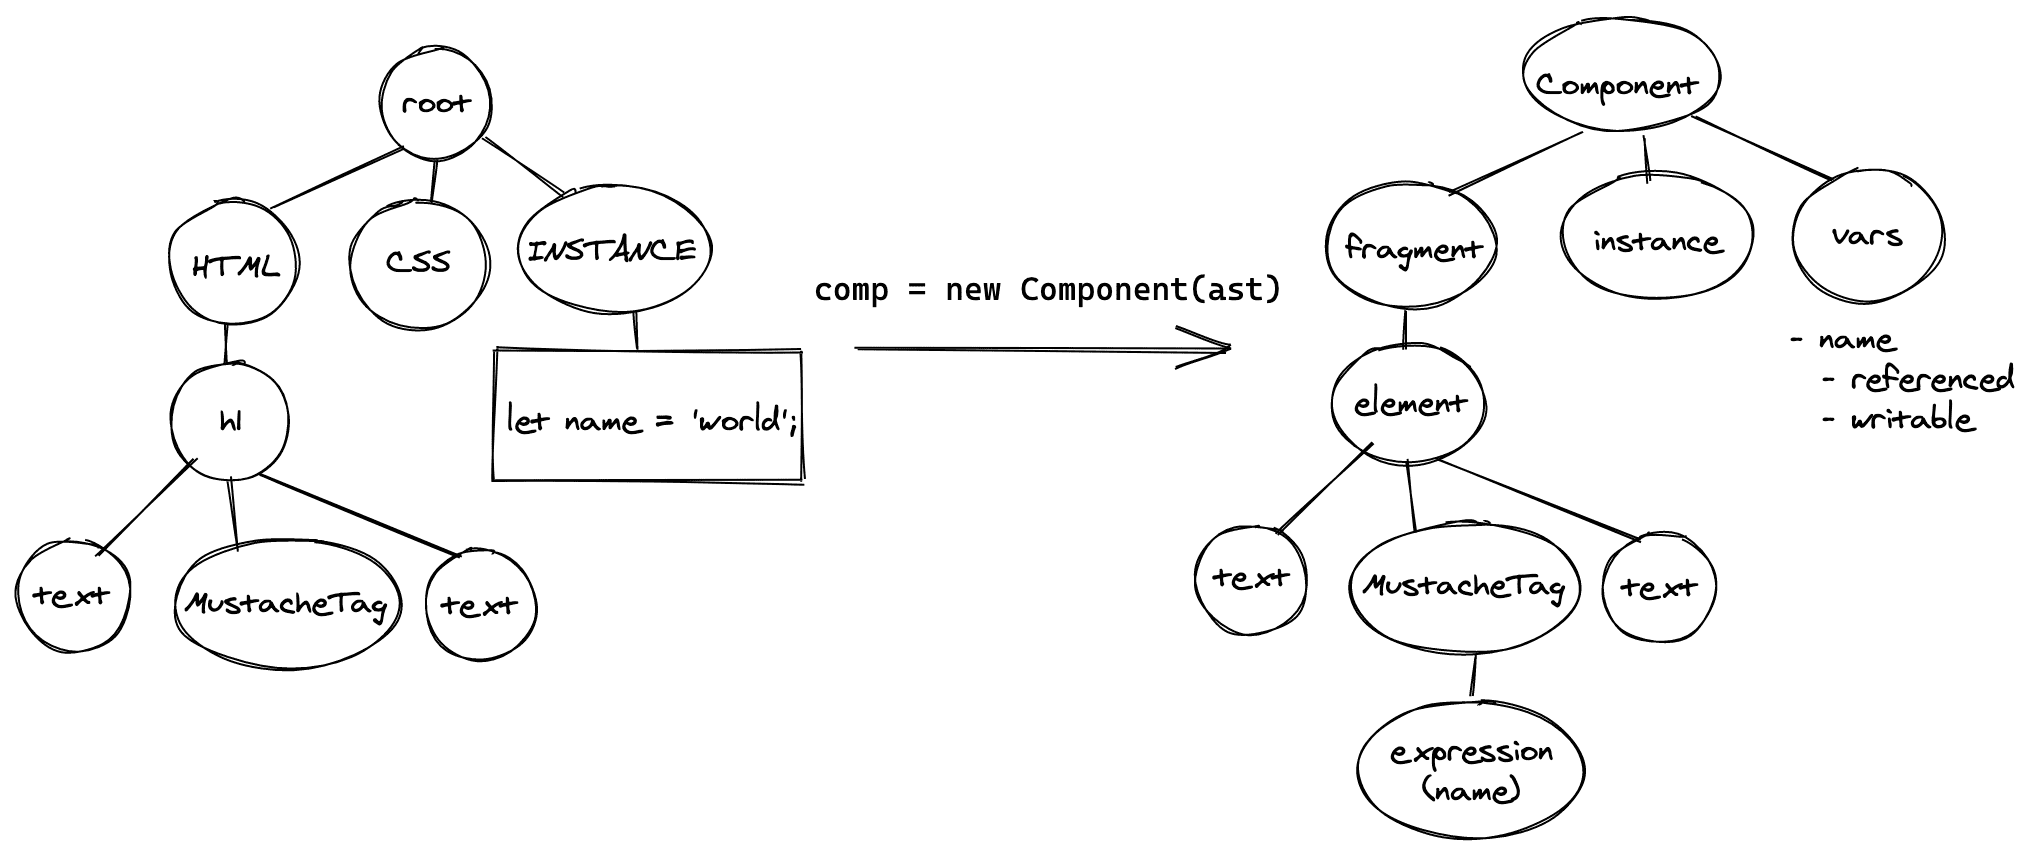 root
HTML
CSS
INSTANCE
h1
let name = 'world';
text
MustacheTag
text
comp = new Component(ast)
Component
fragment
instance
vars
- name
- referenced
- writable
element
text
MustacheTag
text
expression
(name)